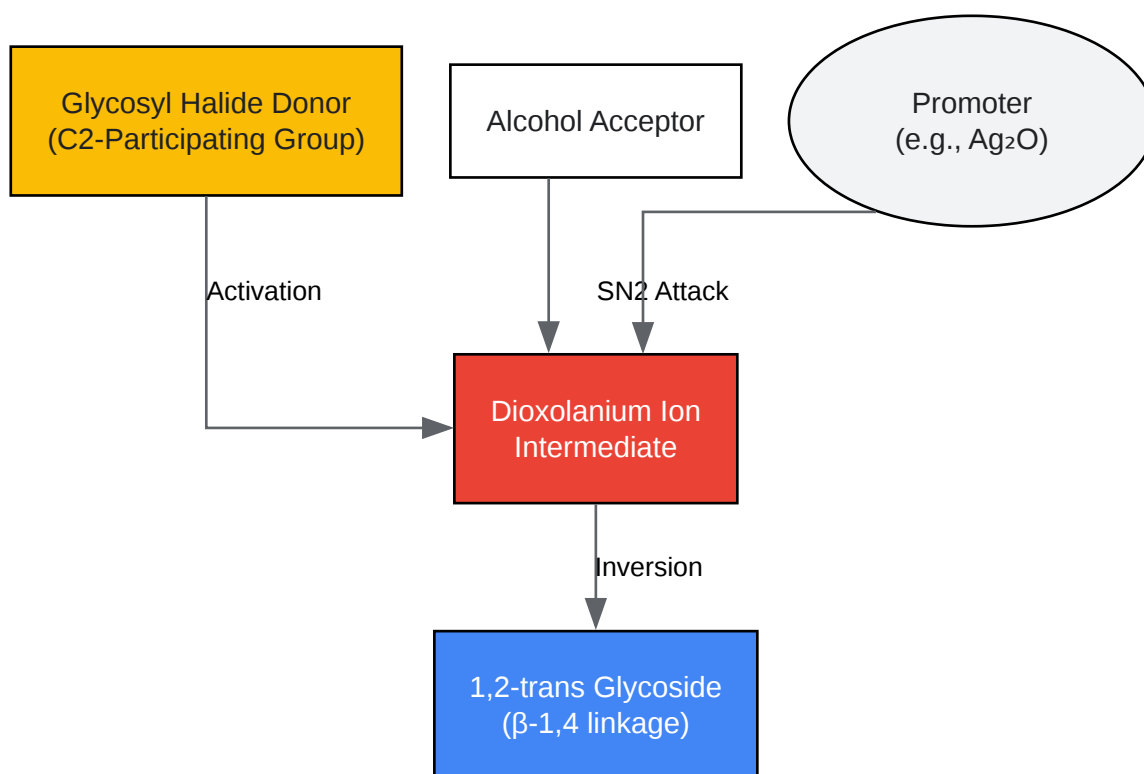 Glycosyl Halide Donor
(C2-Participating Group)
Alcohol Acceptor
Promoter
(e.g., Ag₂O)
Activation
SN2 Attack
Dioxolanium Ion
Intermediate
Inversion
1,2-trans Glycoside
(β-1,4 linkage)